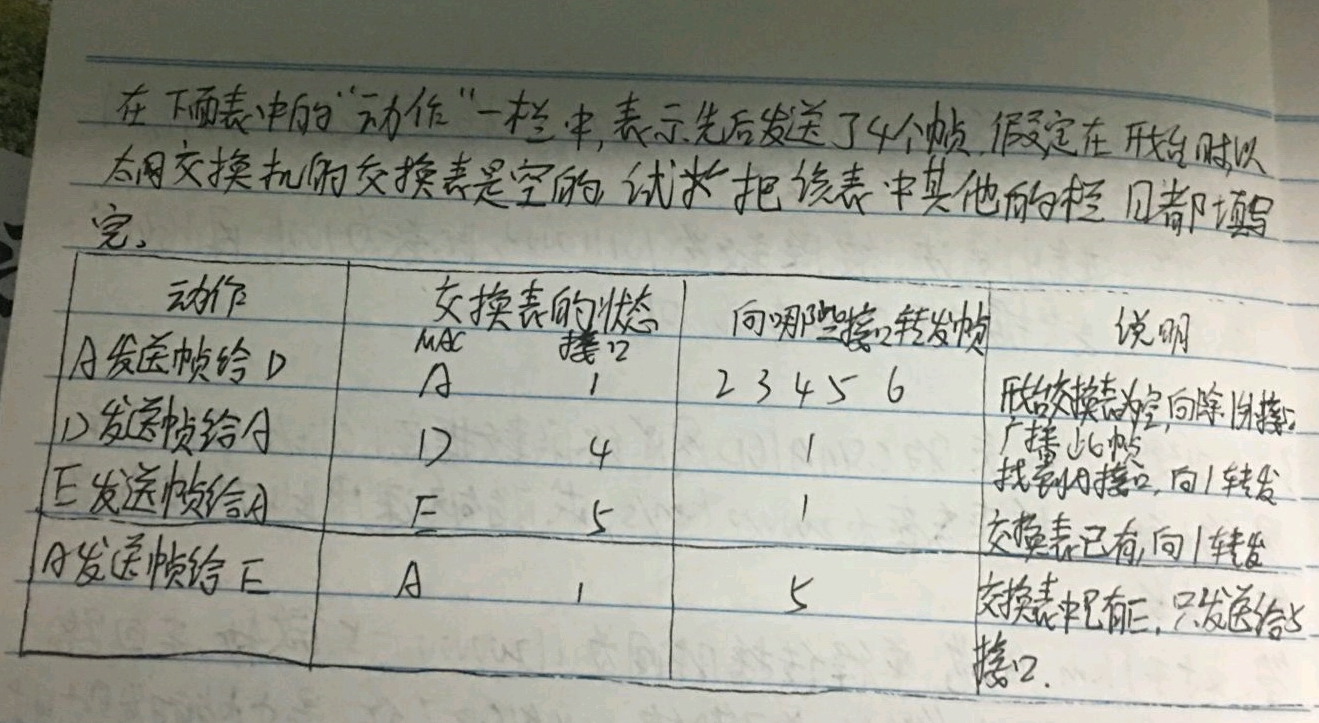 在下面表中的"动作"一栏中,表示先后发送了4个帧.假定在开始时,以
太网交换机的交换表是空的.试把该表中其他的栏目都填写
完。
动作 交换表的状态 向哪些接口转发帧 说明
MAC 接口
A发送帧给D A 1 2 3 4 5 6 开始交换表为空,向除1外接口
D发送帧给A D 4 1 广播此帧
找到A接口,向1转发
E发送帧给A E 5 1 交换表已有,向1转发
A发送帧给E A 1 5 交换表中已有E,只发送给5
接口.